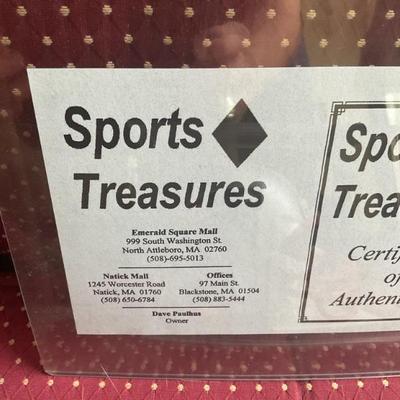 Sports
Treasures
Emerald Square Mall
999 South Washington St.
North Attleboro, MA 02760
(508)-695-5013
Natick Mall
1245 Worcester Road
Natick, MA 01760
(508) 650-6784
Offices
97 Main St.
Blackstone, MA 01504
(508) 883-5444
Dave Paulhus
Owner
Spo
Trea
Certif
of
Authen